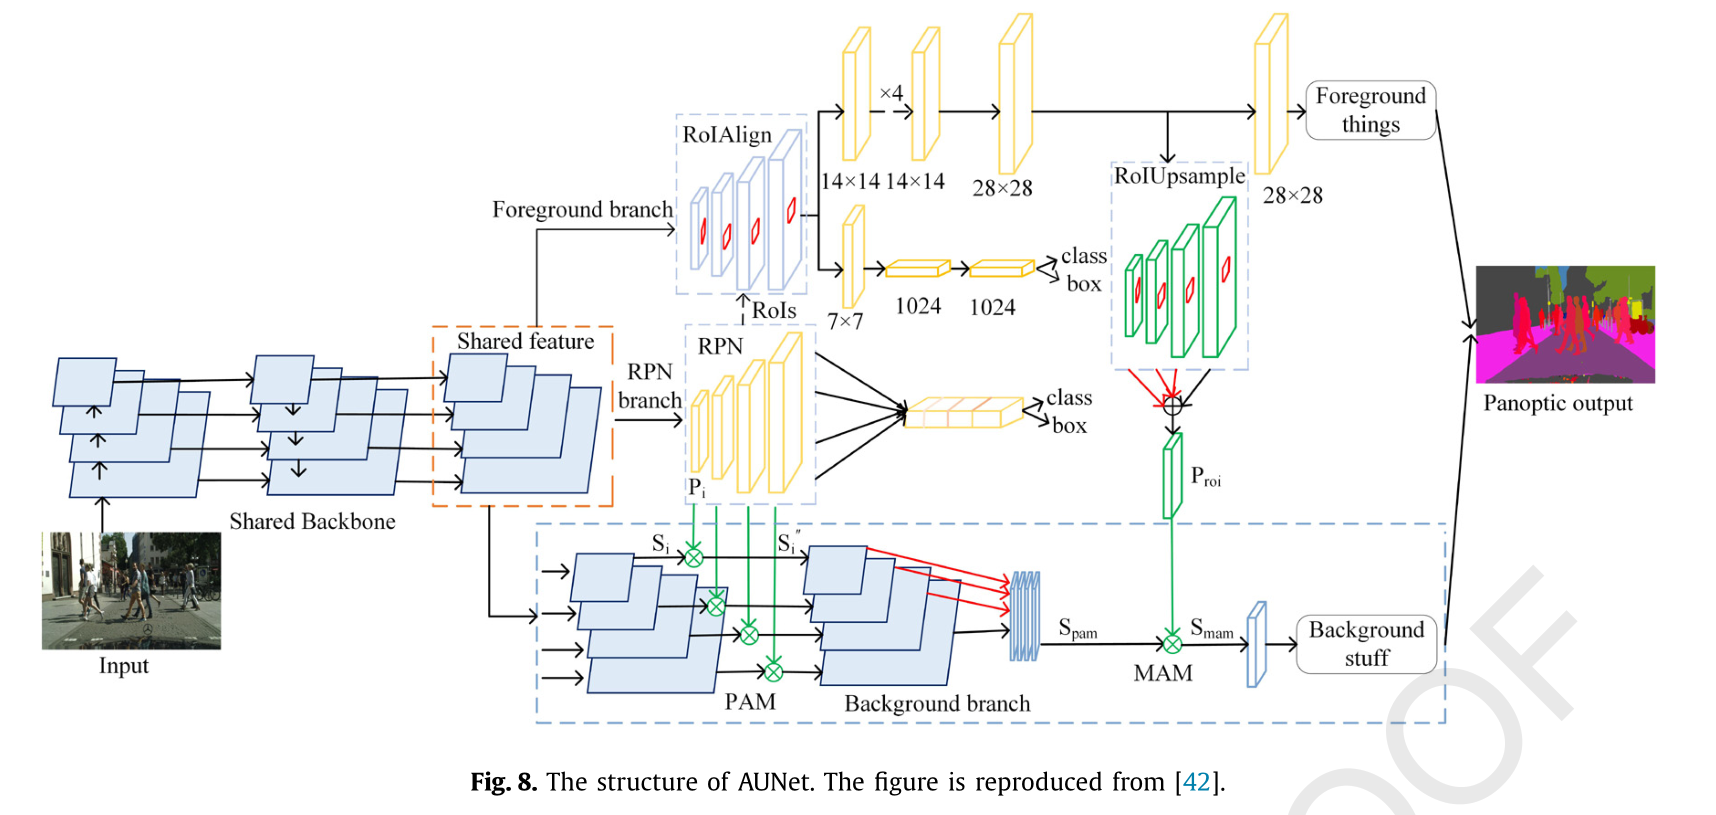 RoIAlign
×4
14×14 14×14
28×28
RoIUpsample
28×28
Foreground
things
Foreground branch
class
box
1024
1024
7×7
RoIs
Shared feature
RPN
RPN
branch
class
box
Panoptic output
Pᵢ
Pᵣₒᵢ
Shared Backbone
Input
Sᵢ
Sᵢ″
PAM
Background branch
Sₚₐₘ
Sₘₐₘ
MAM
Background
stuff
Fig. 8. The structure of AUNet. The figure is reproduced from [42].
OOF